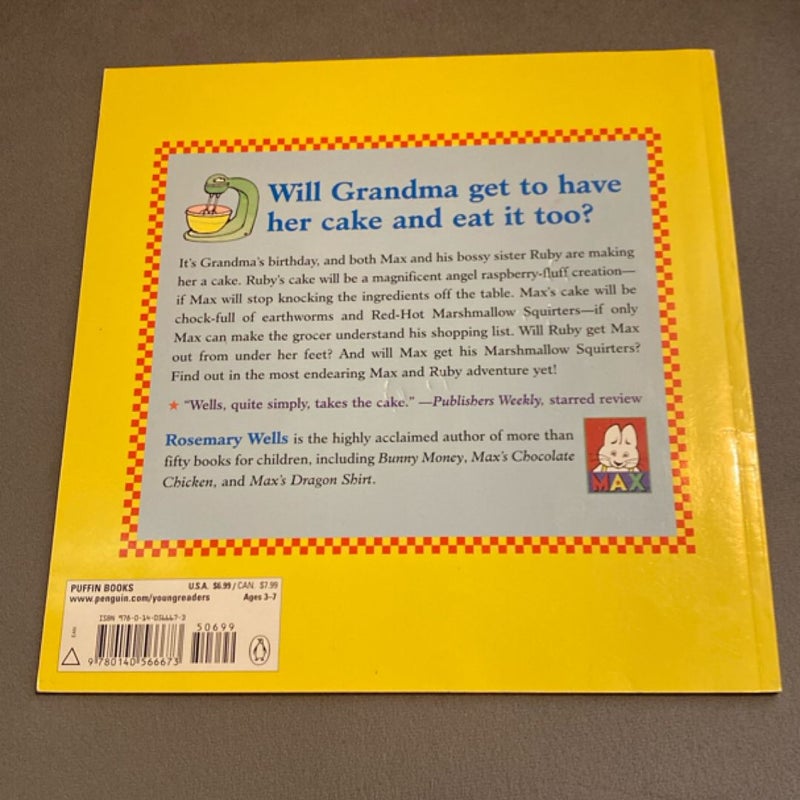 Will Grandma get to have
her cake and eat it too?
It's Grandma's birthday, and both Max and his bossy sister Ruby are making
her a cake. Ruby's cake will be a magnificent angel raspberry-fluff creation—
if Max will stop knocking the ingredients off the table. Max's cake will be
chock-full of earthworms and Red-Hot Marshmallow Squirters—if only
Max can make the grocer understand his shopping list. Will Ruby get Max
out from under her feet? And will Max get his Marshmallow Squirters?
Find out in the most endearing Max and Ruby adventure yet!
★ "Wells, quite simply, takes the cake." —Publishers Weekly, starred review
Rosemary Wells is the highly acclaimed author of more than
fifty books for children, including Bunny Money, Max's Chocolate
Chicken, and Max's Dragon Shirt.
MAX
PUFFIN BOOKS U.S.A. $6.99 / CAN. $7.99
www.penguin.com/youngreaders Ages 3–7
ISBN 978-0-14-056667-3
50699
EAN
9 780140 566673